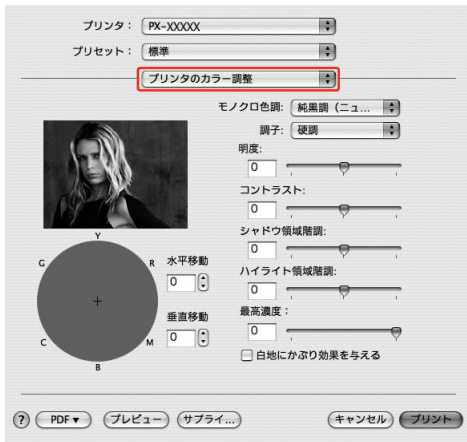 プリンタ： PX-XXXXX
プリセット： 標準
プリンタのカラー調整
モノクロ色調: 純黒調（ニュ...
調子: 硬調
明度:
0
コントラスト:
0
シャドウ領域階調:
0
ハイライト領域階調:
0
最高濃度：
0
白地にかぶり効果を与える
Y
G R
C M
B
水平移動
0
垂直移動
0
? PDF▼ プレビュー サプライ... キャンセル プリント